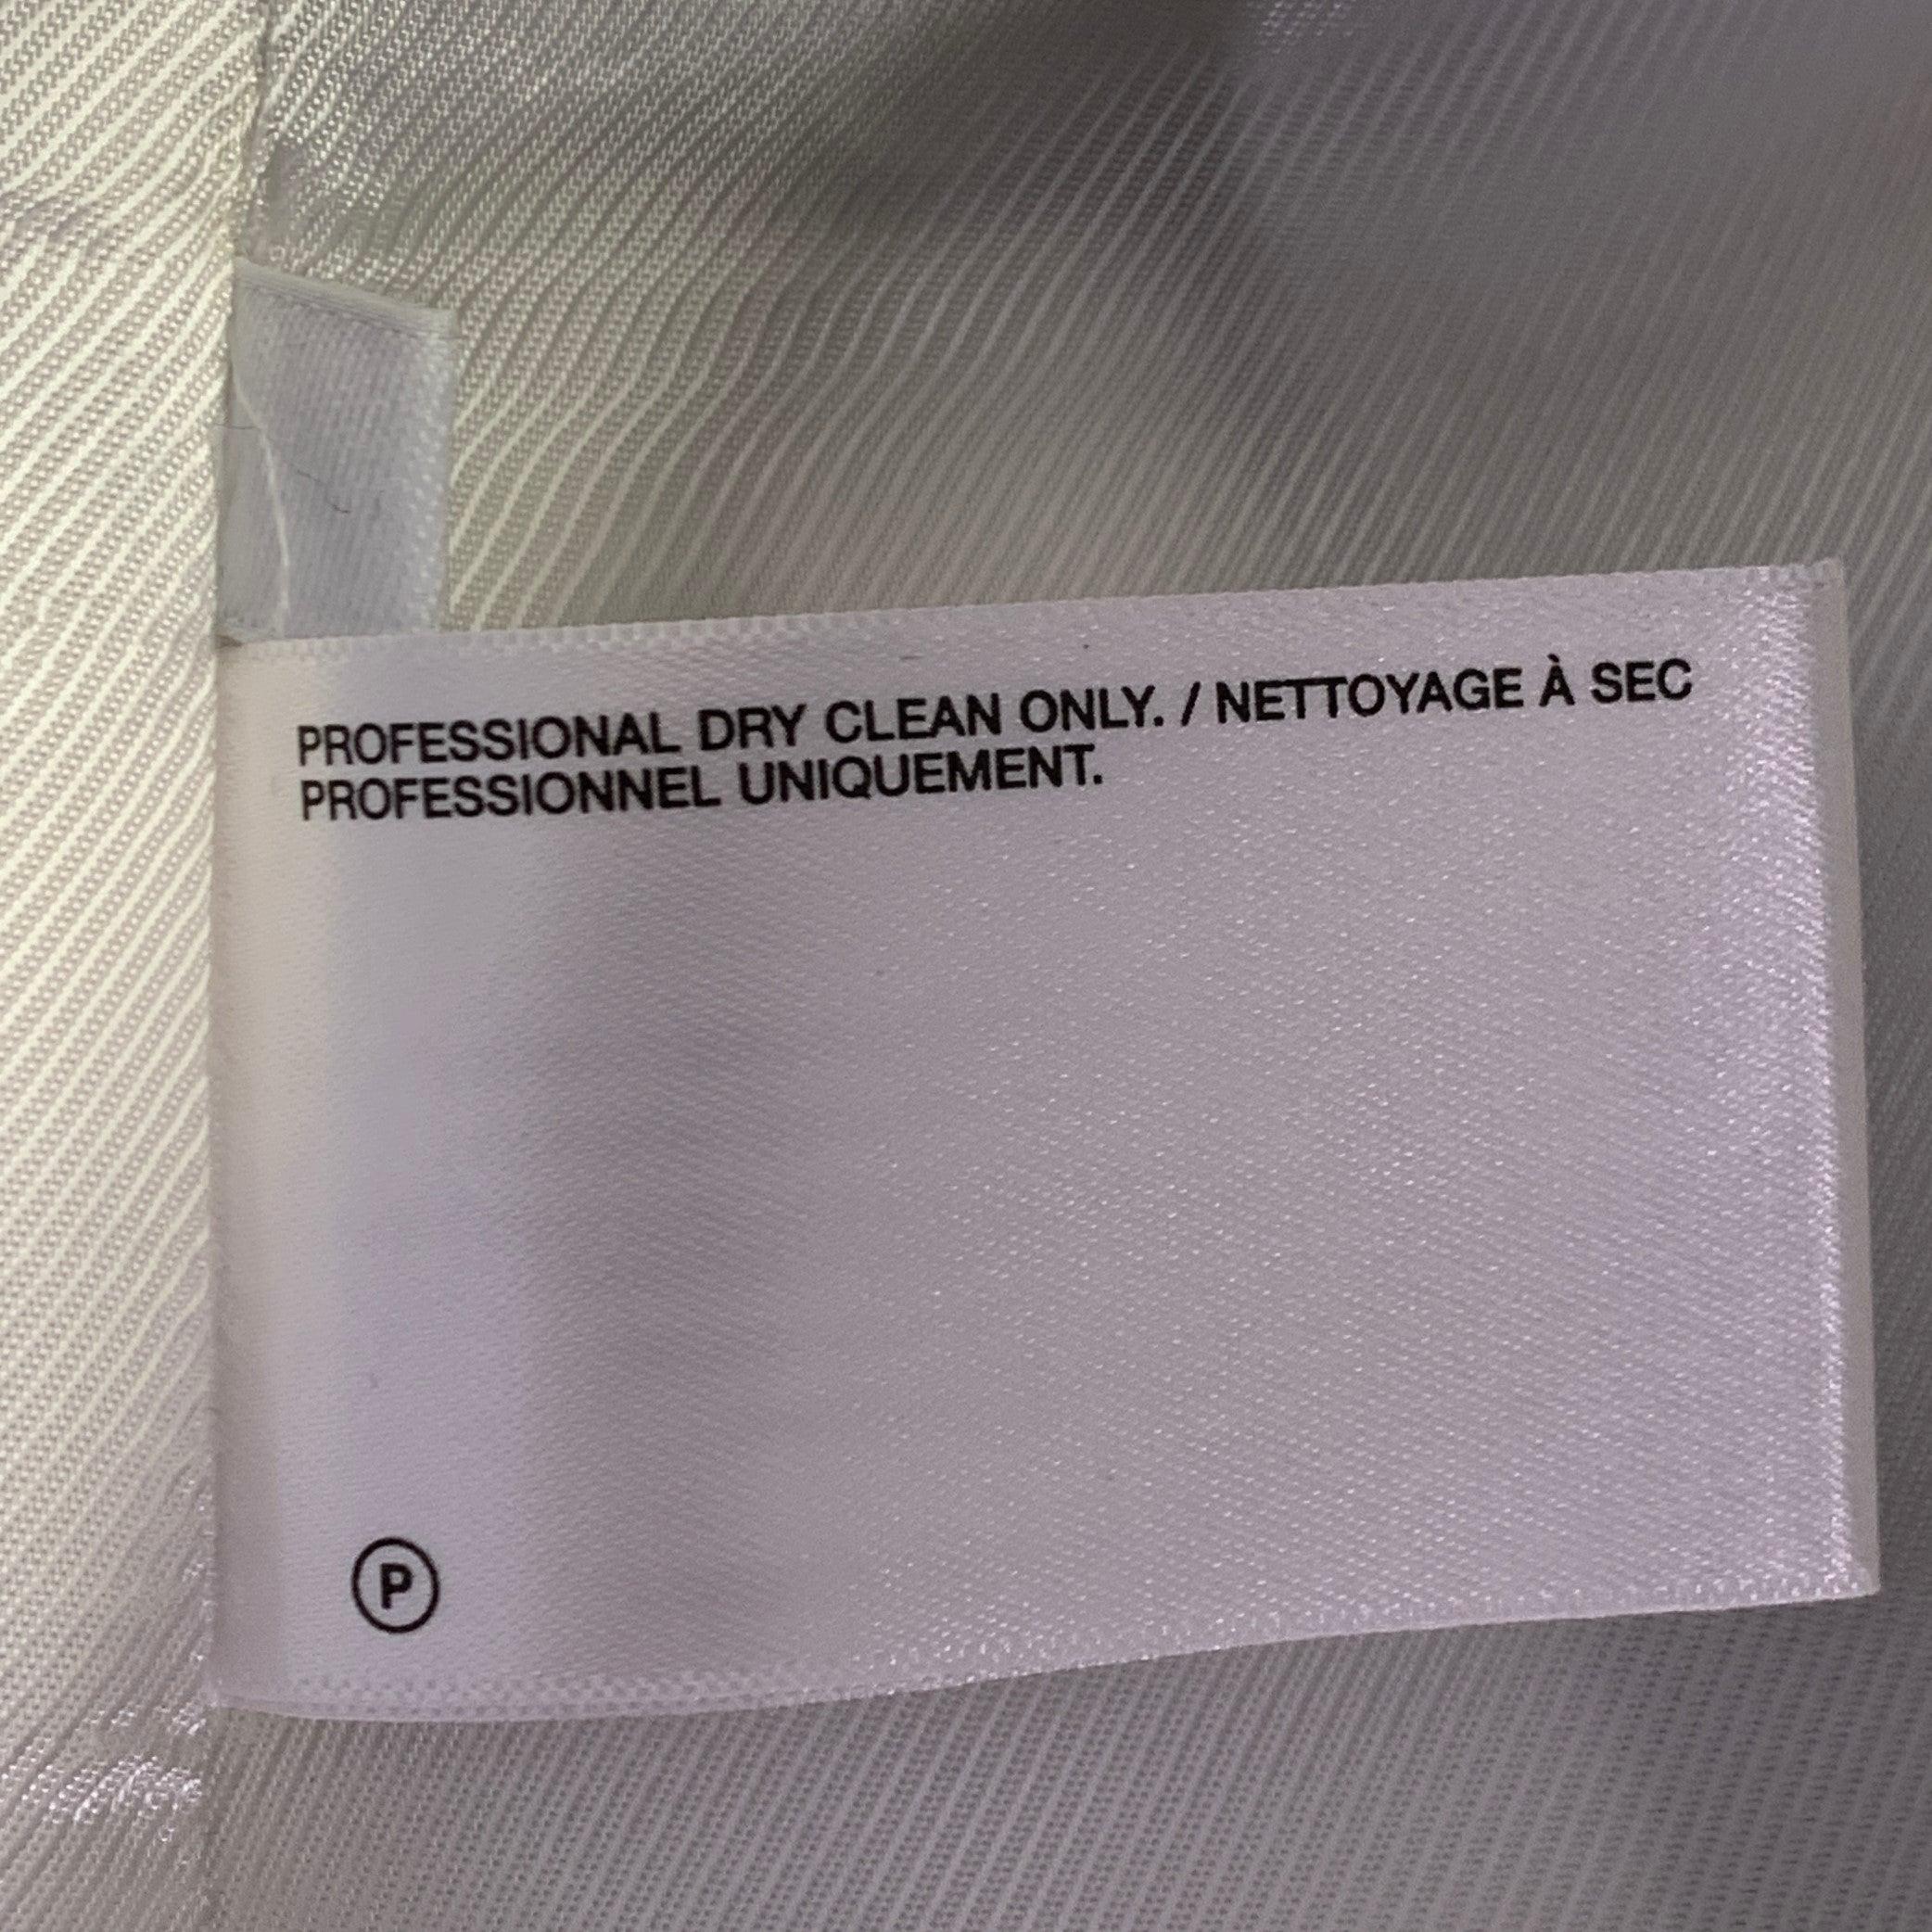 PROFESSIONAL DRY CLEAN ONLY. / NETTOYAGE À SEC
PROFESSIONNEL UNIQUEMENT.
P